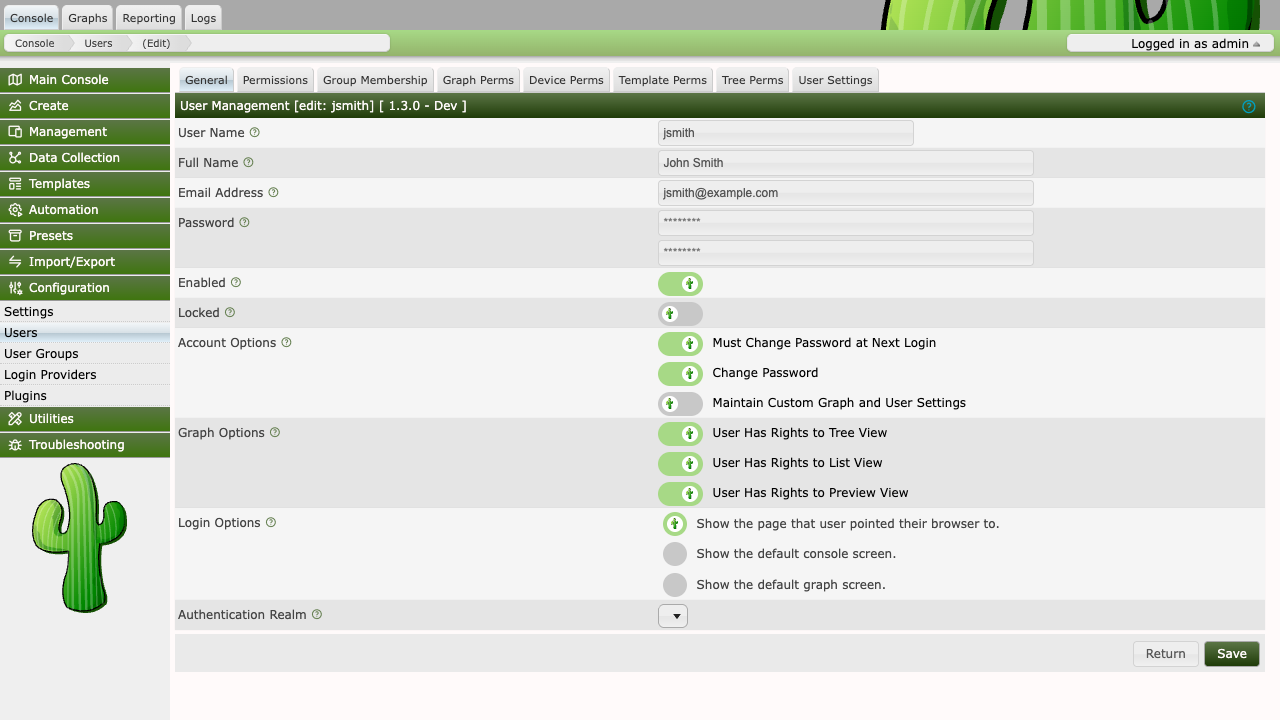 Console Graphs Reporting Logs
Console Users (Edit)
Logged in as admin
Main Console
Create
Management
Data Collection
Templates
Automation
Presets
Import/Export
Configuration
Settings
Users
User Groups
Login Providers
Plugins
Utilities
Troubleshooting
General Permissions Group Membership Graph Perms Device Perms Template Perms Tree Perms User Settings
User Management [edit: jsmith] [ 1.3.0 - Dev ]
User Name jsmith
Full Name John Smith
Email Address jsmith@example.com
Password ********
********
Enabled
Locked
Account Options Must Change Password at Next Login
Change Password
Maintain Custom Graph and User Settings
Graph Options User Has Rights to Tree View
User Has Rights to List View
User Has Rights to Preview View
Login Options Show the page that user pointed their browser to.
Show the default console screen.
Show the default graph screen.
Authentication Realm
Return Save